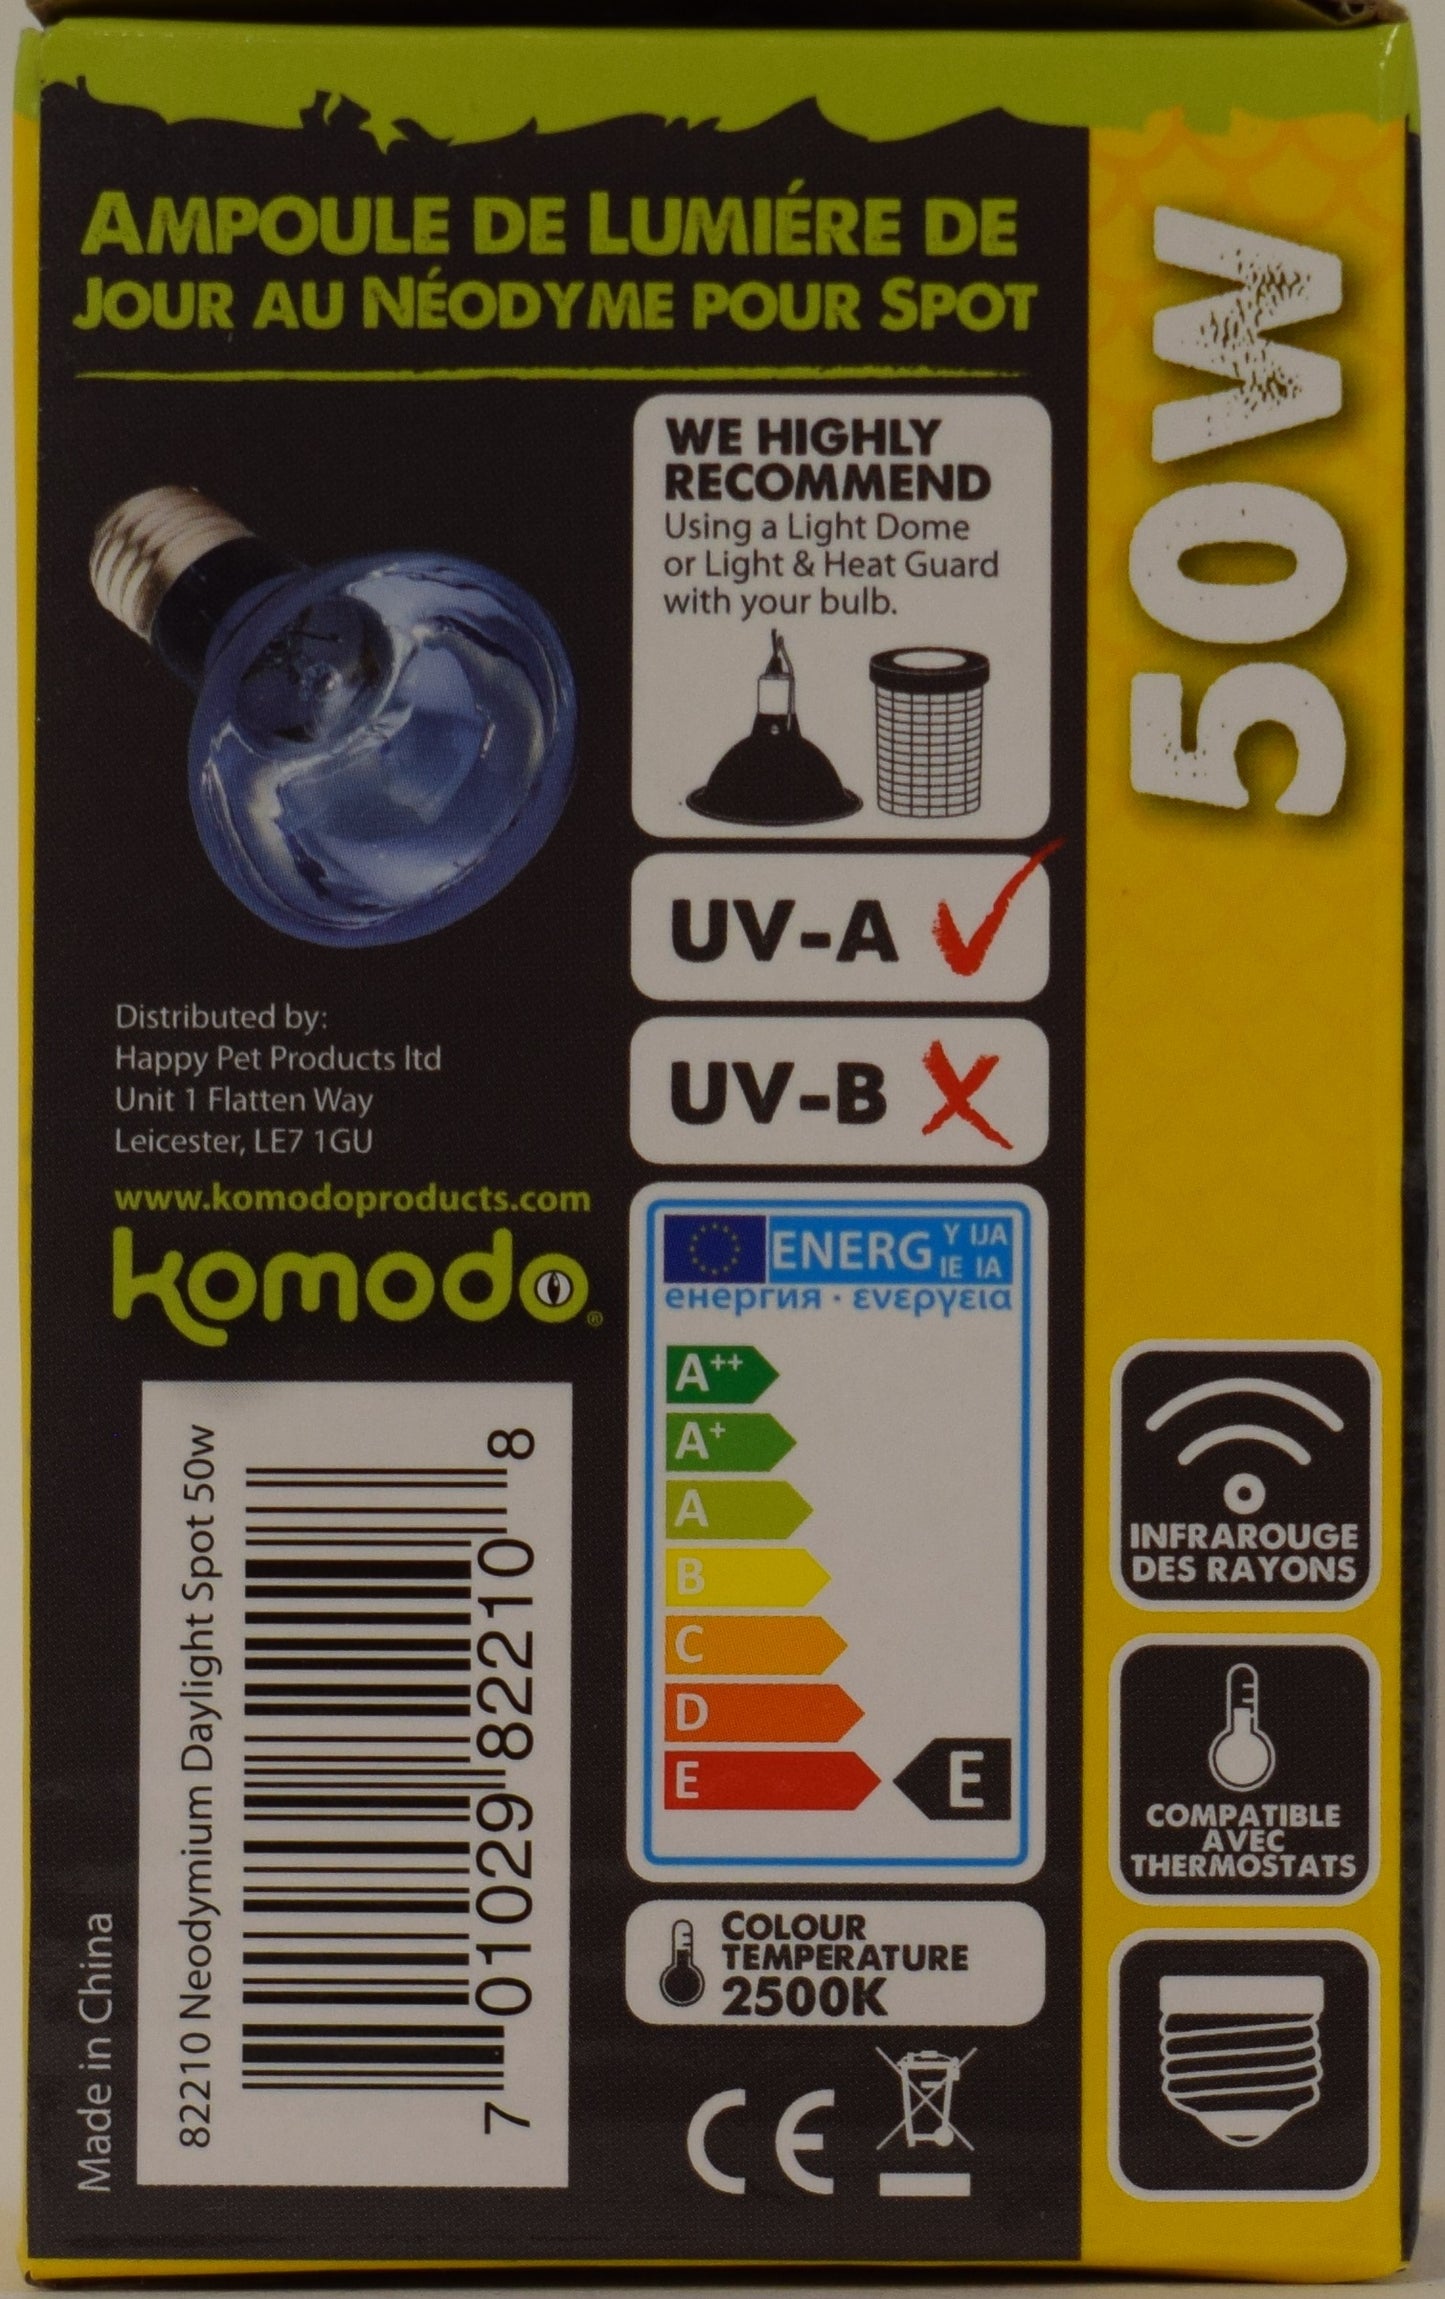 AMPOULE DE LUMIÉRE DE
JOUR AU NÉODYME POUR SPOT
50W
WE HIGHLY
RECOMMEND
Using a Light Dome
or Light & Heat Guard
with your bulb.
UV-A
UV-B
Distributed by:
Happy Pet Products ltd
Unit 1 Flatten Way
Leicester, LE7 1GU
www.komodoproducts.com
komodo®
ENERG Y IJA
IE IA
енергия · ενεργεια
A++
A+
A
B
C
D
E
E
COLOUR
TEMPERATURE
2500K
CE
Made in China
82210 Neodymium Daylight Spot 50w
7 01029 82210 8
INFRAROUGE
DES RAYONS
COMPATIBLE
AVEC
THERMOSTATS